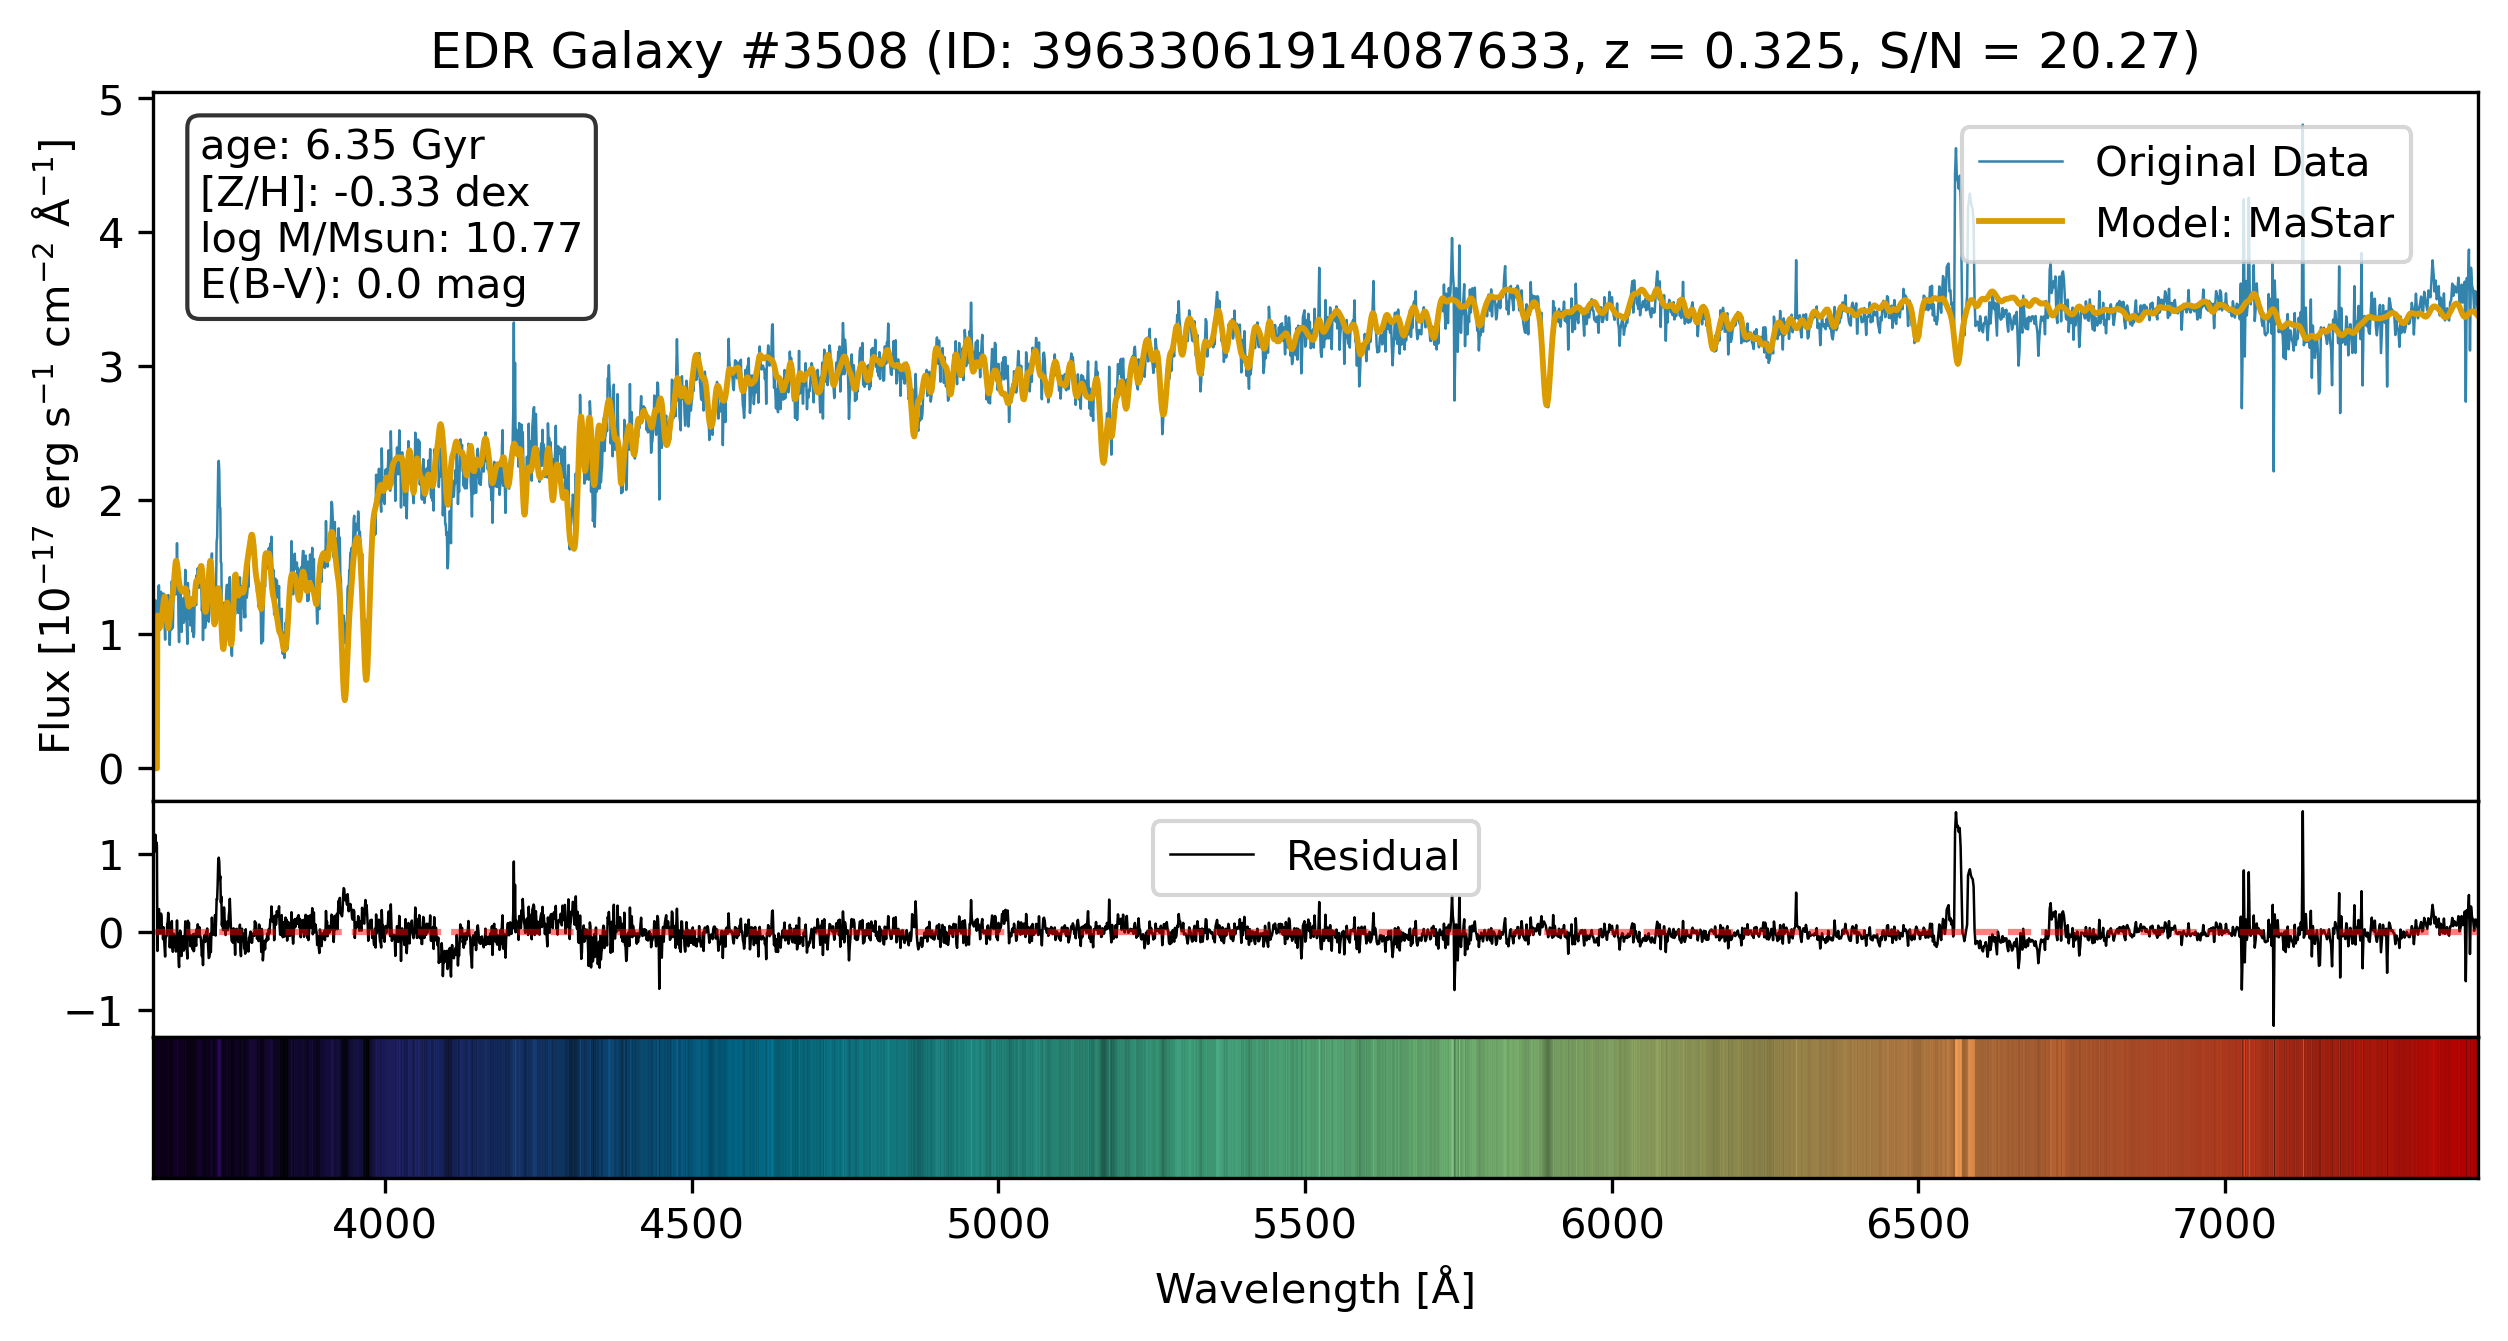 EDR Galaxy #3508 (ID: 39633061914087633, z = 0.325, S/N = 20.27)
5
4
3
2
1
0
Flux [10⁻¹⁷ erg s⁻¹ cm⁻² Å⁻¹]
age: 6.35 Gyr
[Z/H]: -0.33 dex
log M/Msun: 10.77
E(B-V): 0.0 mag
Original Data
Model: MaStar
1
0
−1
Residual
4000 4500 5000 5500 6000 6500 7000
Wavelength [Å]